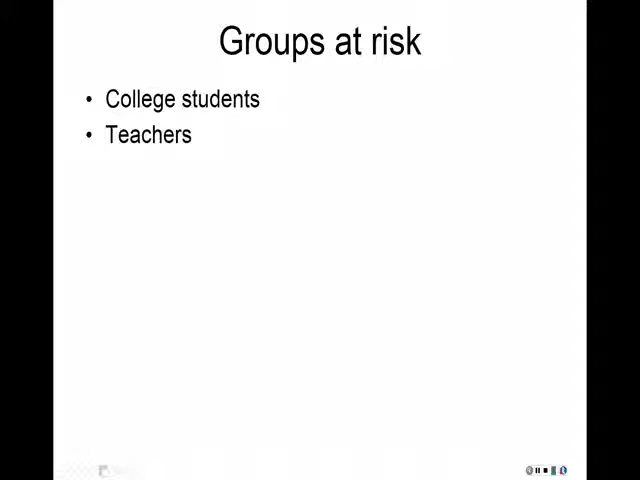 Groups at risk
• College students
• Teachers